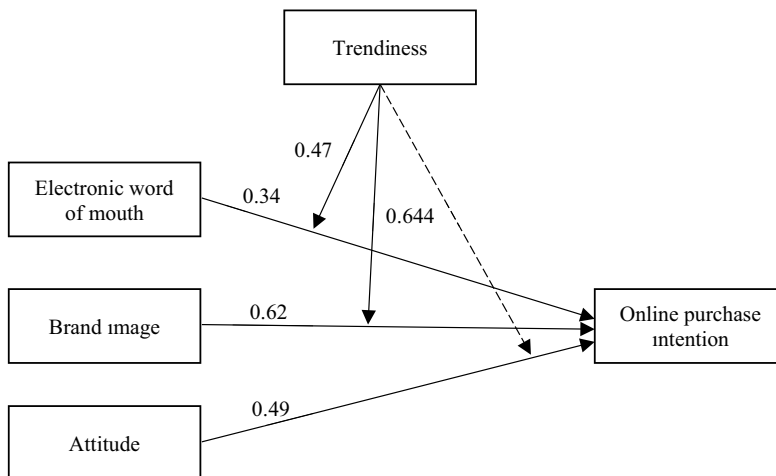 Trendiness
0.47
Electronic word
of mouth
0.34
0.644
Brand ımage
0.62
Online purchase
ıntention
0.49
Attitude